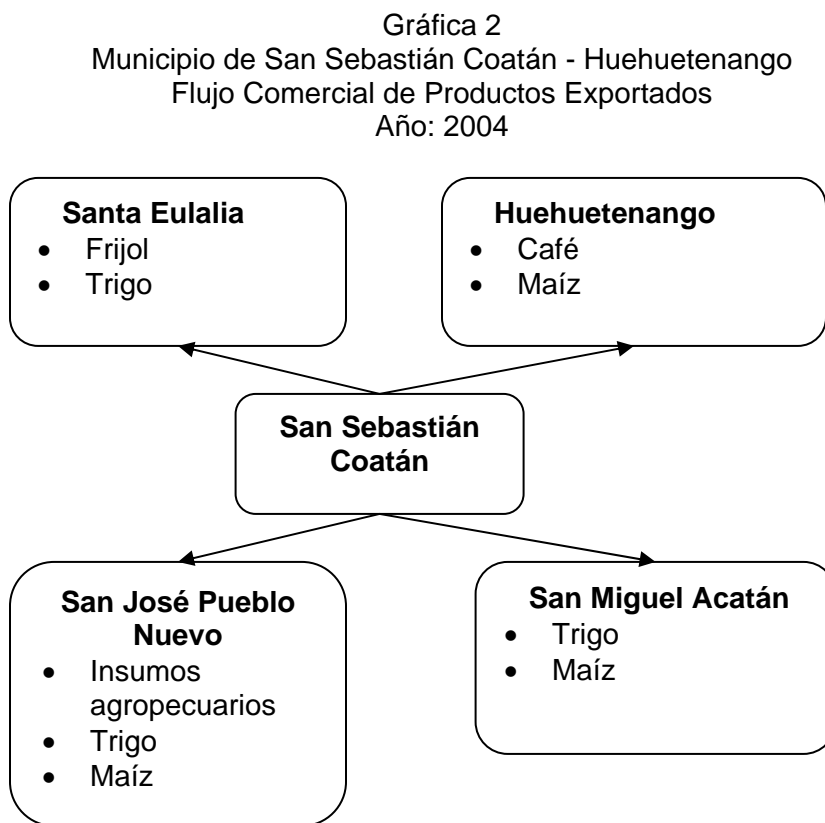 Gráfica 2
Municipio de San Sebastián Coatán - Huehuetenango
Flujo Comercial de Productos Exportados
Año: 2004
Santa Eulalia
• Frijol
• Trigo
Huehuetenango
• Café
• Maíz
San Sebastián
Coatán
San José Pueblo
Nuevo
• Insumos
agropecuarios
• Trigo
• Maíz
San Miguel Acatán
• Trigo
• Maíz